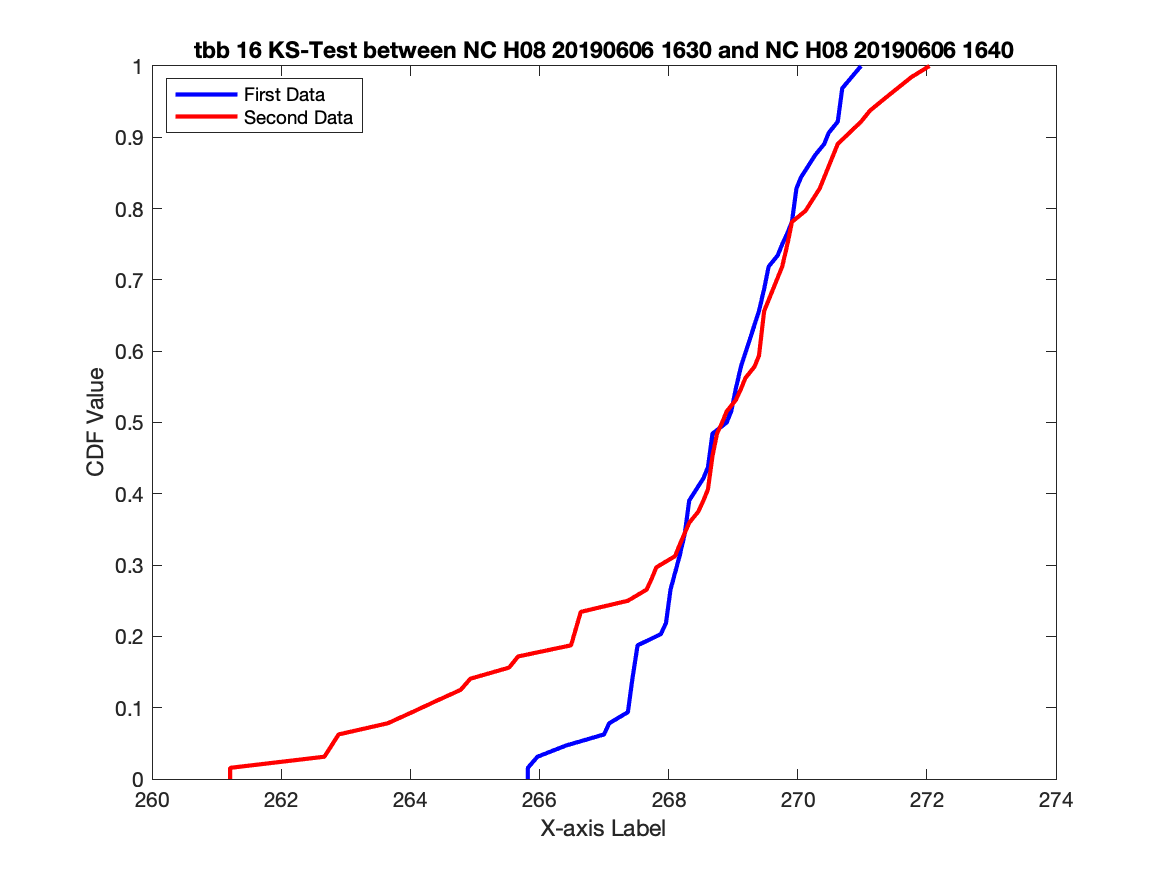 tbb 16 KS-Test between NC H08 20190606 1630 and NC H08 20190606 1640
First Data
Second Data
1
0.9
0.8
0.7
0.6
0.5
0.4
0.3
0.2
0.1
0
CDF Value
260 262 264 266 268 270 272 274
X-axis Label